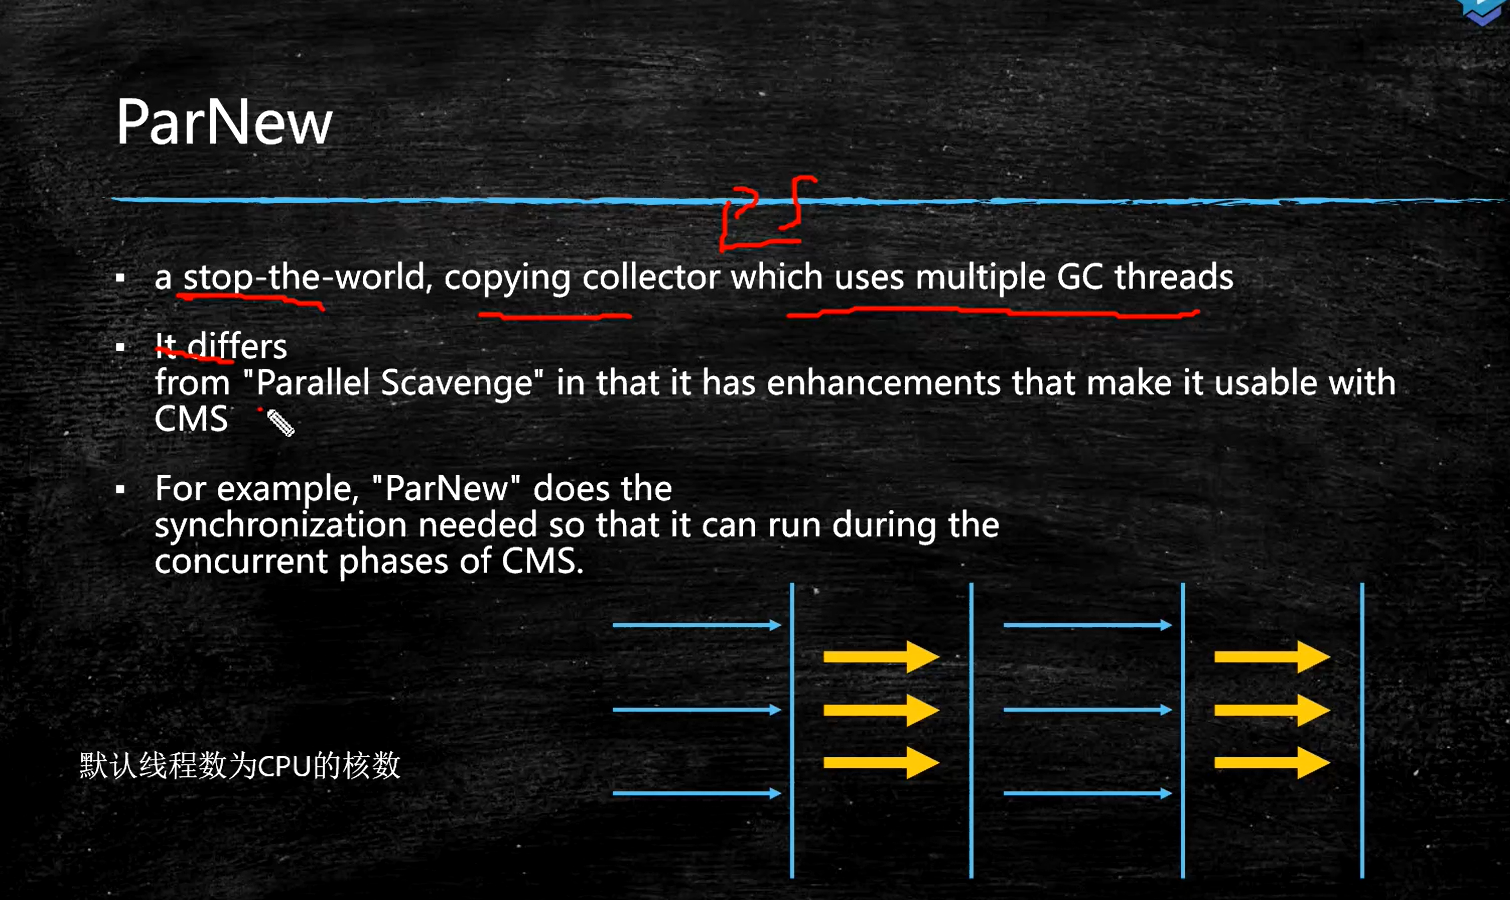 ParNew
▪ a stop-the-world, copying collector which uses multiple GC threads
▪ It differs
from "Parallel Scavenge" in that it has enhancements that make it usable with
CMS
▪ For example, "ParNew" does the
synchronization needed so that it can run during the
concurrent phases of CMS.
默认线程数为CPU的核数